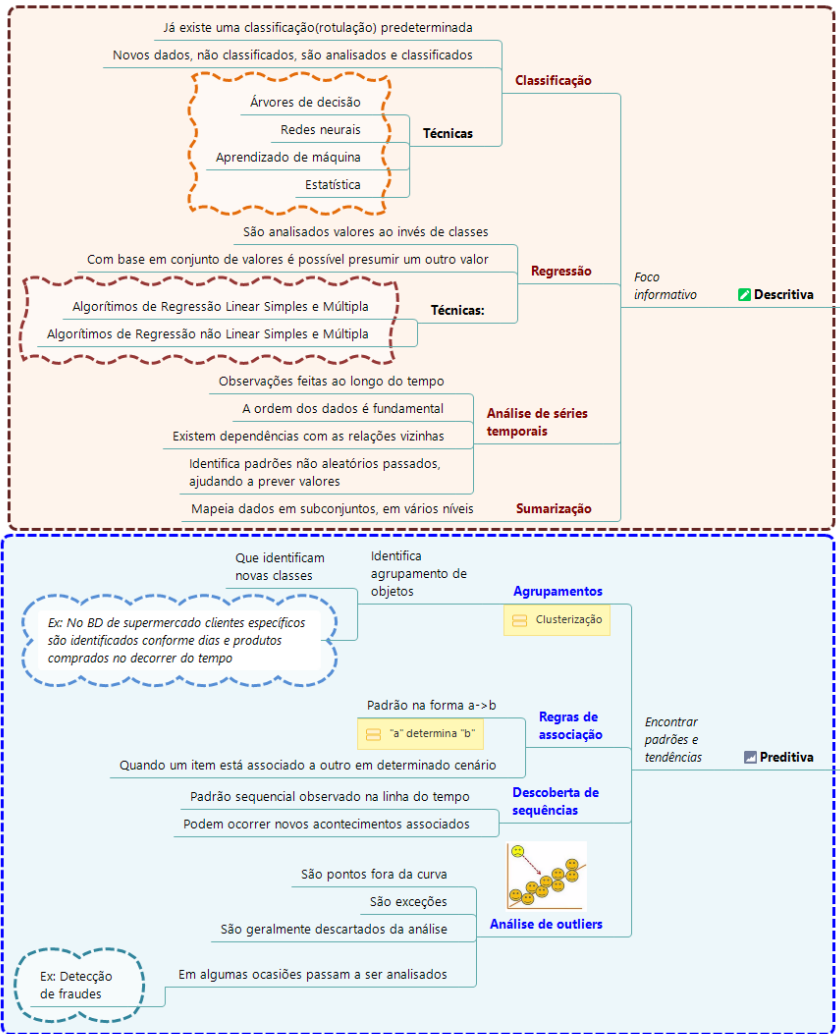 Já existe uma classificação(rotulação) predeterminada
Novos dados, não classificados, são analisados e classificados
Classificação
Árvores de decisão
Redes neurais
Aprendizado de máquina
Estatística
Técnicas
São analisados valores ao invés de classes
Com base em conjunto de valores é possível presumir um outro valor
Regressão
Algorítimos de Regressão Linear Simples e Múltipla
Algorítimos de Regressão não Linear Simples e Múltipla
Técnicas:
Foco
informativo
Descritiva
Observações feitas ao longo do tempo
A ordem dos dados é fundamental
Existem dependências com as relações vizinhas
Identifica padrões não aleatórios passados,
ajudando a prever valores
Análise de séries
temporais
Mapeia dados em subconjuntos, em vários níveis
Sumarização
Que identificam
novas classes
Identifica
agrupamento de
objetos
Agrupamentos
Clusterização
Ex: No BD de supermercado clientes específicos
são identificados conforme dias e produtos
comprados no decorrer do tempo
Padrão na forma a->b
"a" determina "b"
Quando um item está associado a outro em determinado cenário
Regras de
associação
Encontrar
padrões e
tendências
Preditiva
Padrão sequencial observado na linha do tempo
Podem ocorrer novos acontecimentos associados
Descoberta de
sequências
São pontos fora da curva
São exceções
São geralmente descartados da análise
Em algumas ocasiões passam a ser analisados
Análise de outliers
Ex: Detecção
de fraudes